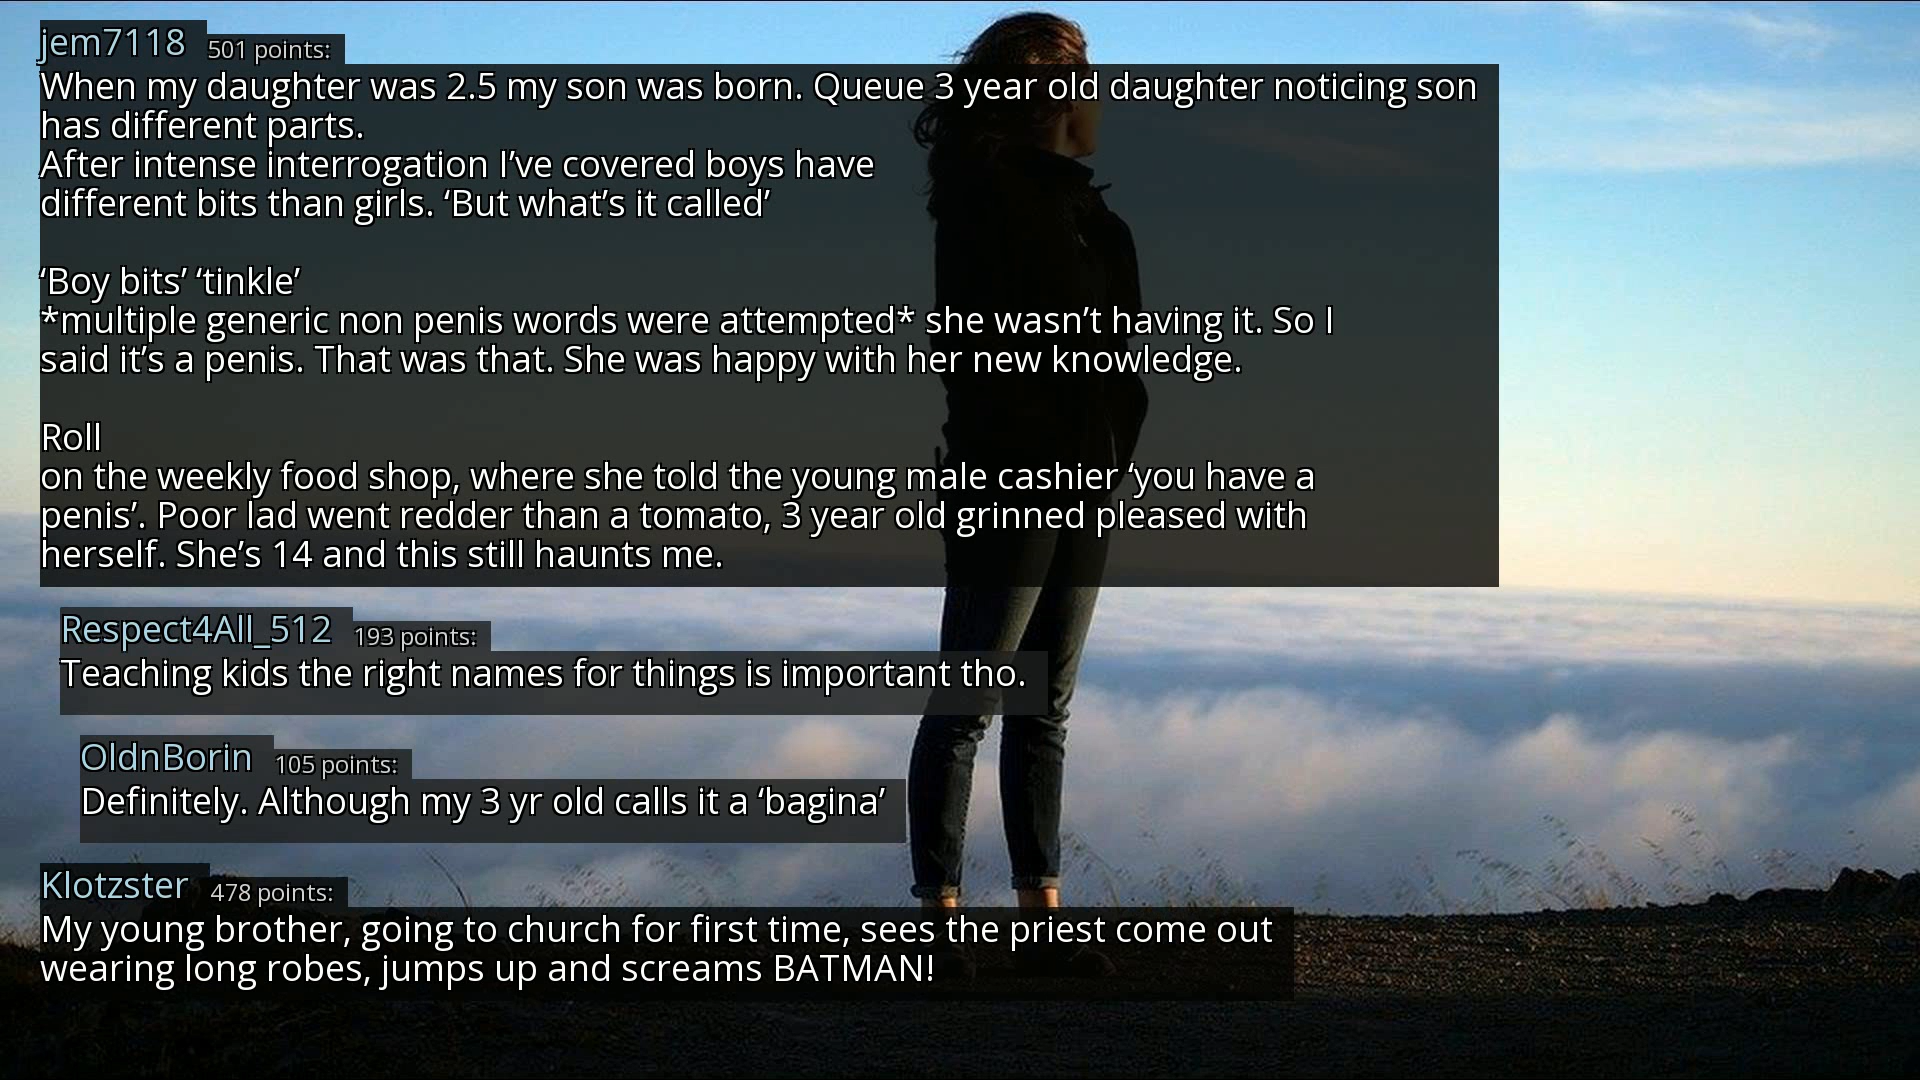 jem7118 501 points:
When my daughter was 2.5 my son was born. Queue 3 year old daughter noticing son
has different parts.
After intense interrogation I’ve covered boys have
different bits than girls. ‘But what’s it called’
‘Boy bits’ ‘tinkle’
*multiple generic non penis words were attempted* she wasn’t having it. So I
said it’s a penis. That was that. She was happy with her new knowledge.
Roll
on the weekly food shop, where she told the young male cashier ‘you have a
penis’. Poor lad went redder than a tomato, 3 year old grinned pleased with
herself. She’s 14 and this still haunts me.
Respect4All_512 193 points:
Teaching kids the right names for things is important tho.
OldnBorin 105 points:
Definitely. Although my 3 yr old calls it a ‘bagina’
Klotzster 478 points:
My young brother, going to church for first time, sees the priest come out
wearing long robes, jumps up and screams BATMAN!